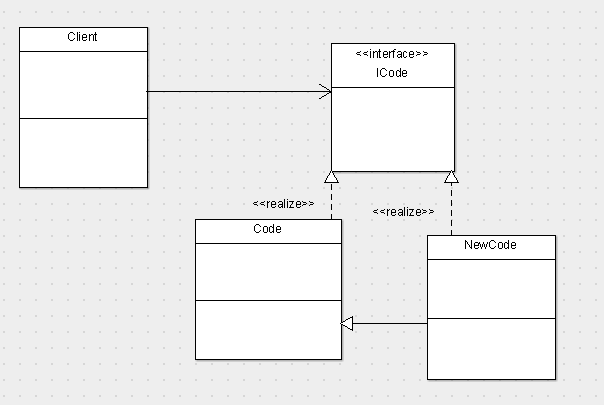 Client
<<interface>>
ICode
<<realize>>
<<realize>>
Code
NewCode